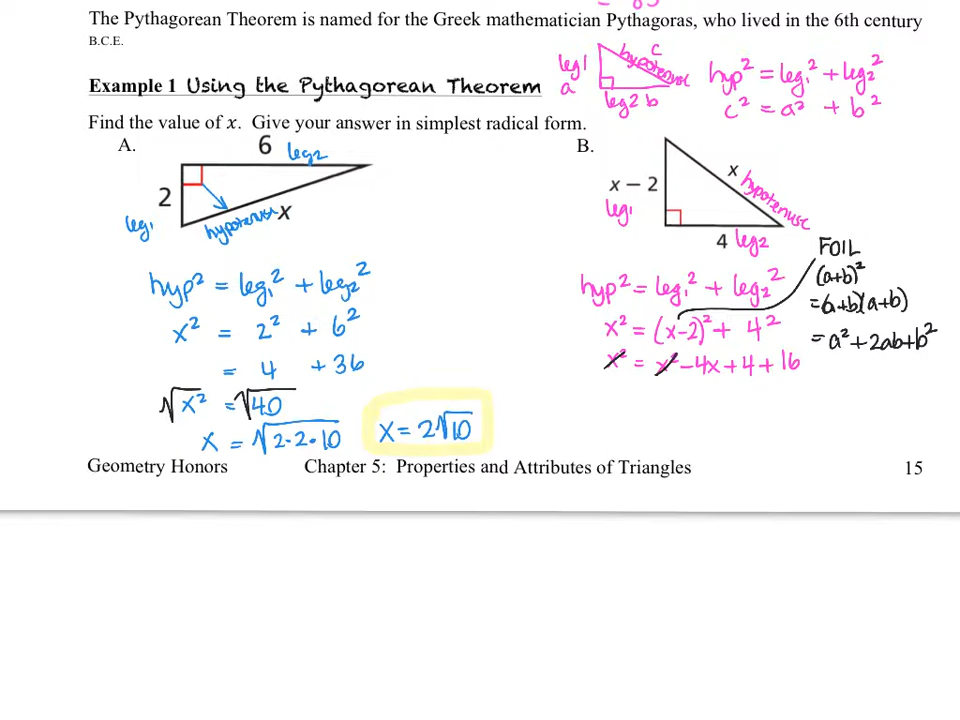 The Pythagorean Theorem is named for the Greek mathematician Pythagoras, who lived in the 6th century
B.C.E.
leg1
a
c
hypotenuse
leg2 b
hyp² = leg₁² + leg₂²
c² = a² + b²
Example 1 Using the Pythagorean Theorem
Find the value of x. Give your answer in simplest radical form.
A.
6 leg2
2
leg₁
hypotenuse x
hyp² = leg₁² + leg₂²
x² = 2² + 6²
= 4 + 36
√x² = √40
x = √2·2·10
x = 2√10
B.
x – 2
leg₁
x hypotenuse
4 leg2
FOIL
(a+b)²
=(a+b)(a+b)
= a² + 2ab + b²
hyp² = leg₁² + leg₂²
x² = (x-2)² + 4²
x² = x² - 4x + 4 + 16
Geometry Honors Chapter 5: Properties and Attributes of Triangles 15